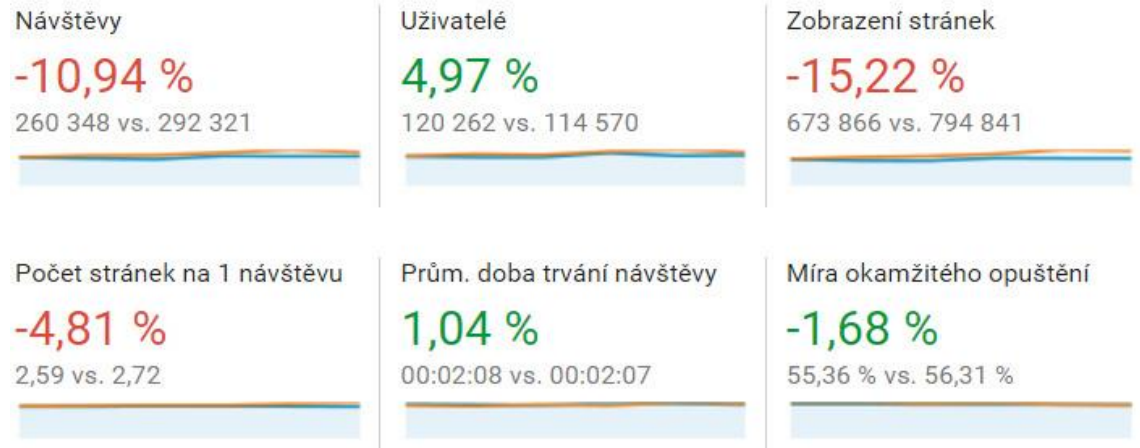 Návštěvy
-10,94 %
260 348 vs. 292 321
Uživatelé
4,97 %
120 262 vs. 114 570
Zobrazení stránek
-15,22 %
673 866 vs. 794 841
Počet stránek na 1 návštěvu
-4,81 %
2,59 vs. 2,72
Prům. doba trvání návštěvy
1,04 %
00:02:08 vs. 00:02:07
Míra okamžitého opuštění
-1,68 %
55,36 % vs. 56,31 %